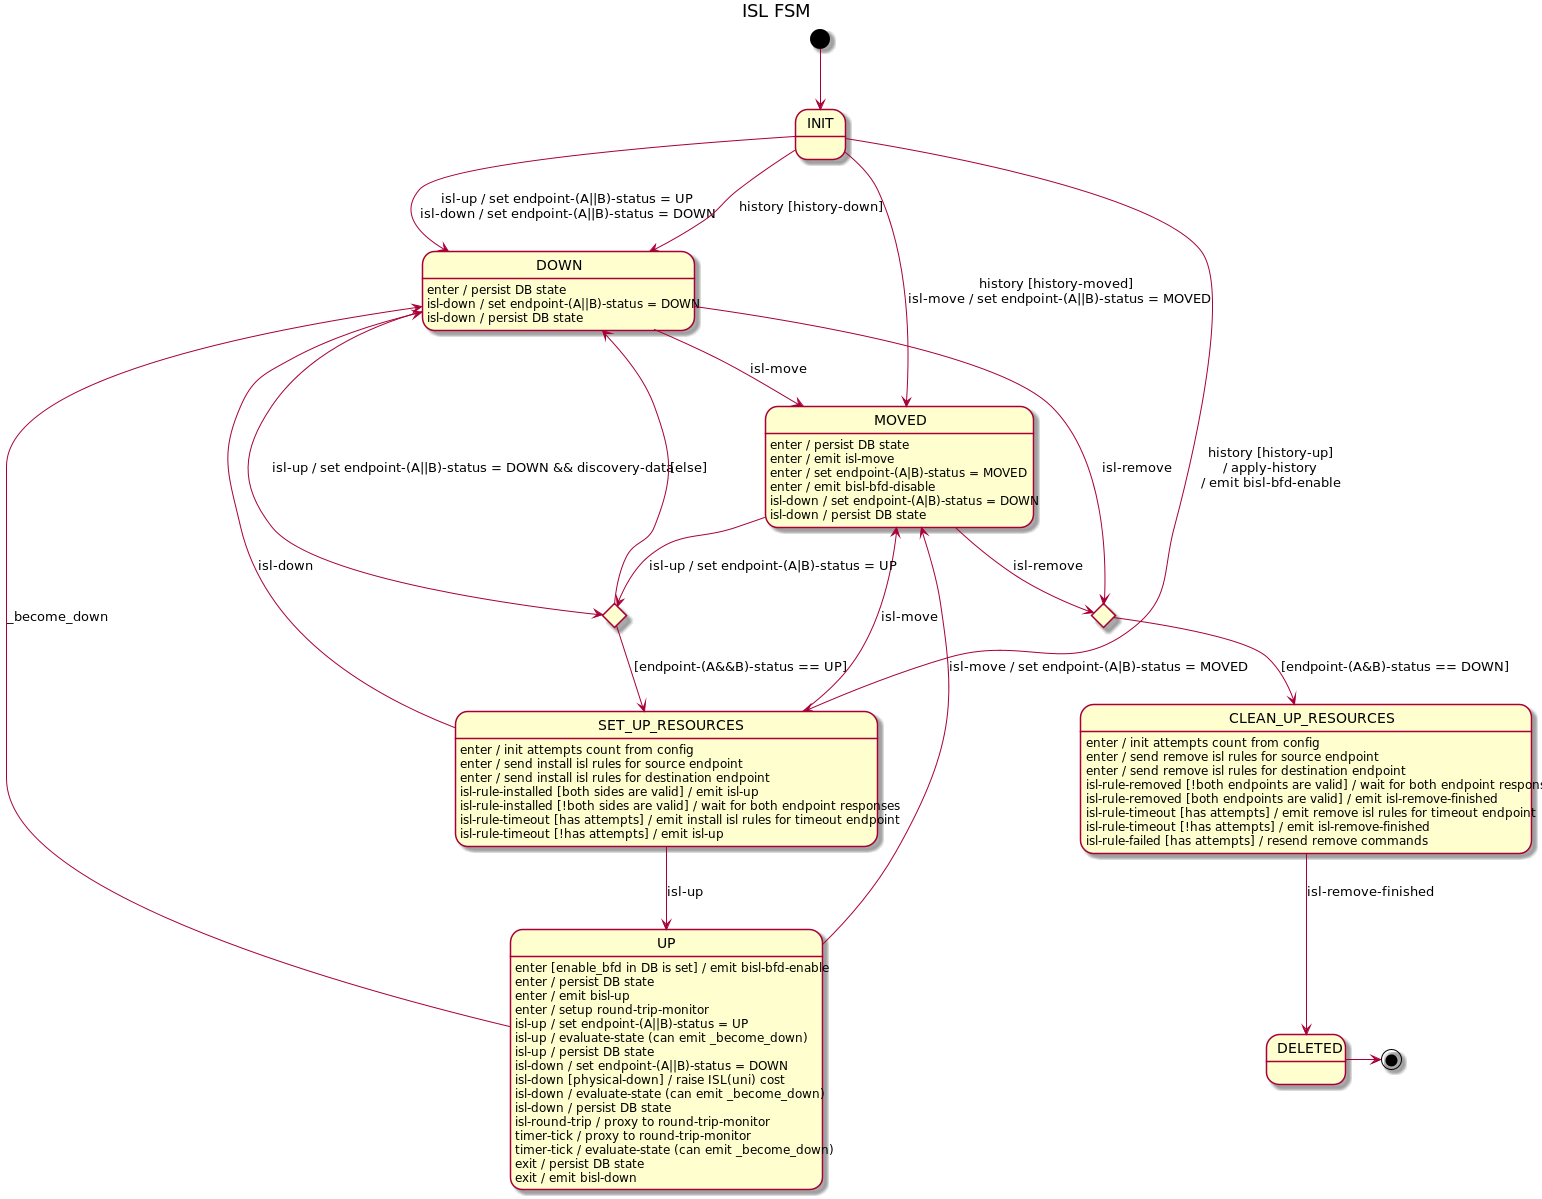 ISL FSM
INIT
isl-up / set endpoint-(A||B)-status = UP
isl-down / set endpoint-(A||B)-status = DOWN
history [history-down]
history [history-moved]
isl-move / set endpoint-(A||B)-status = MOVED
DOWN
enter / persist DB state
isl-down / set endpoint-(A||B)-status = DOWN
isl-down / persist DB state
isl-move
MOVED
enter / persist DB state
enter / emit isl-move
enter / set endpoint-(A|B)-status = MOVED
enter / emit bisl-bfd-disable
isl-down / set endpoint-(A|B)-status = DOWN
isl-down / persist DB state
isl-up / set endpoint-(A||B)-status = DOWN && discovery-data
[else]
isl-remove
history [history-up]
/ apply-history
/ emit bisl-bfd-enable
isl-down
isl-up / set endpoint-(A|B)-status = UP
isl-remove
_become_down
isl-move
[endpoint-(A&&B)-status == UP]
isl-move / set endpoint-(A|B)-status = MOVED
[endpoint-(A&B)-status == DOWN]
SET_UP_RESOURCES
enter / init attempts count from config
enter / send install isl rules for source endpoint
enter / send install isl rules for destination endpoint
isl-rule-installed [both sides are valid] / emit isl-up
isl-rule-installed [!both sides are valid] / wait for both endpoint responses
isl-rule-timeout [has attempts] / emit install isl rules for timeout endpoint
isl-rule-timeout [!has attempts] / emit isl-up
CLEAN_UP_RESOURCES
enter / init attempts count from config
enter / send remove isl rules for source endpoint
enter / send remove isl rules for destination endpoint
isl-rule-removed [!both endpoints are valid] / wait for both endpoint respons
isl-rule-removed [both endpoints are valid] / emit isl-remove-finished
isl-rule-timeout [has attempts] / emit remove isl rules for timeout endpoint
isl-rule-timeout [!has attempts] / emit isl-remove-finished
isl-rule-failed [has attempts] / resend remove commands
isl-up
isl-remove-finished
UP
enter [enable_bfd in DB is set] / emit bisl-bfd-enable
enter / persist DB state
enter / emit bisl-up
enter / setup round-trip-monitor
isl-up / set endpoint-(A||B)-status = UP
isl-up / evaluate-state (can emit _become_down)
isl-up / persist DB state
isl-down / set endpoint-(A||B)-status = DOWN
isl-down [physical-down] / raise ISL(uni) cost
isl-down / evaluate-state (can emit _become_down)
isl-down / persist DB state
isl-round-trip / proxy to round-trip-monitor
timer-tick / proxy to round-trip-monitor
timer-tick / evaluate-state (can emit _become_down)
exit / persist DB state
exit / emit bisl-down
DELETED